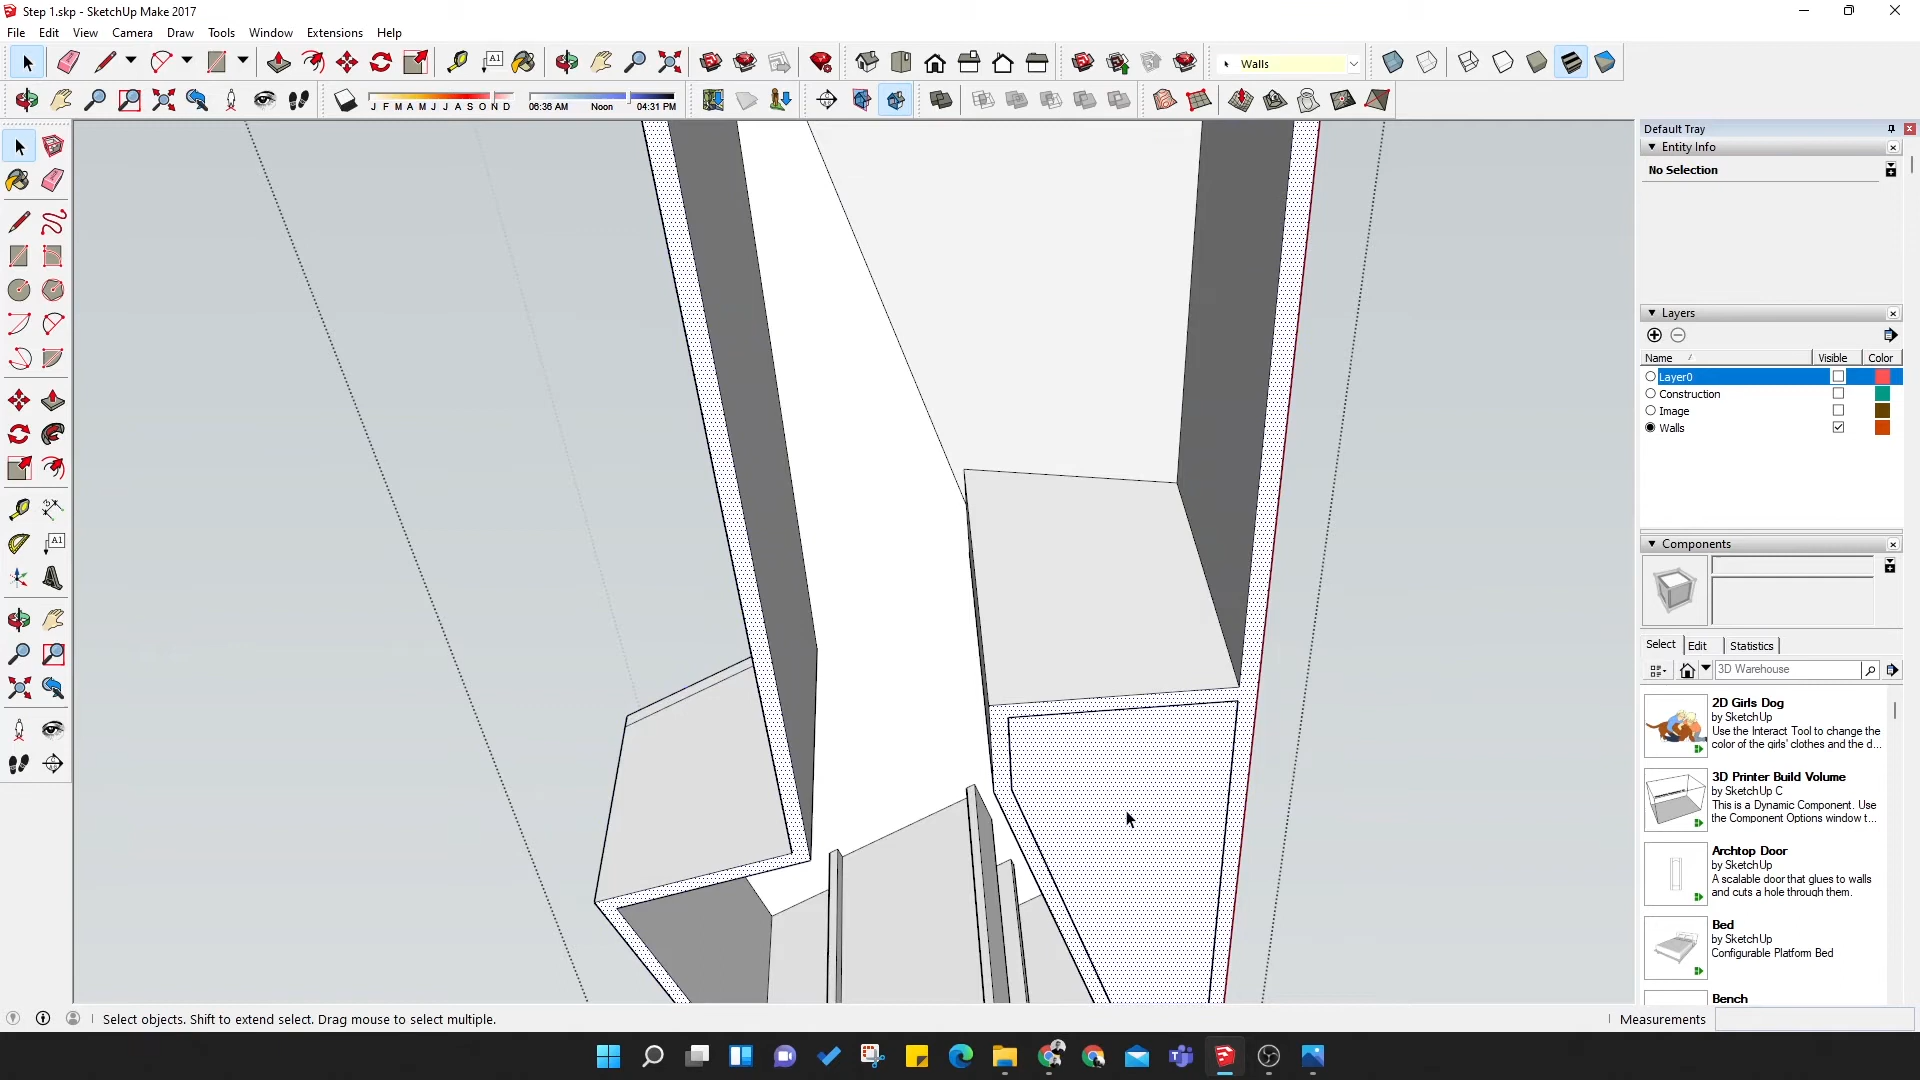 Step 1.skp - SketchUp Make 2017
File Edit View Camera Draw Tools Window Extensions Help
A1
Walls
J F M A M J J A S O N D
06:36 AM Noon 04:31 PM
Default Tray
Entity Info
No Selection
Layers
Name Visible Color
Layer0
Construction
Image
Walls
A1
Components
Select Edit Statistics
3D Warehouse
2D Girls Dog
by SketchUp
Use the Interact Tool to change the
color of the girls' clothes and the d...
3D Printer Build Volume
by SketchUp C
This is a Dynamic Component. Use
the Component Options window t...
Archtop Door
by SketchUp
A scalable door that glues to walls
and cuts a hole through them.
Bed
by SketchUp
Configurable Platform Bed
Bench
Select objects. Shift to extend select. Drag mouse to select multiple.
Measurements